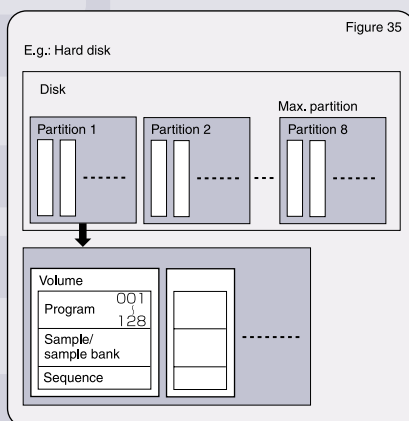 Figure 35
E.g.: Hard disk
Disk
Max. partition
Partition 1
Partition 2
Partition 8
Volume
Program
001
~
128
Sample/
sample bank
Sequence